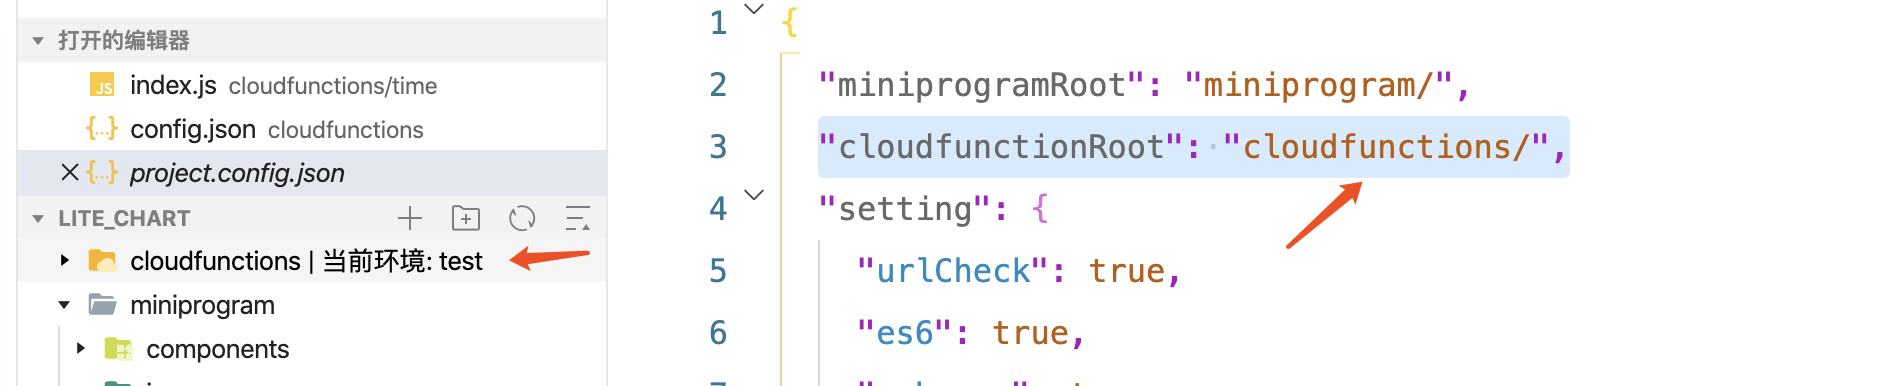 打开的编辑器
JS index.js cloudfunctions/time
{...} config.json cloudfunctions
{...} project.config.json
LITE_CHART
cloudfunctions | 当前环境: test
miniprogram
components
1 {
2 "miniprogramRoot": "miniprogram/",
3 "cloudfunctionRoot": "cloudfunctions/",
4 "setting": {
5 "urlCheck": true,
6 "es6": true,